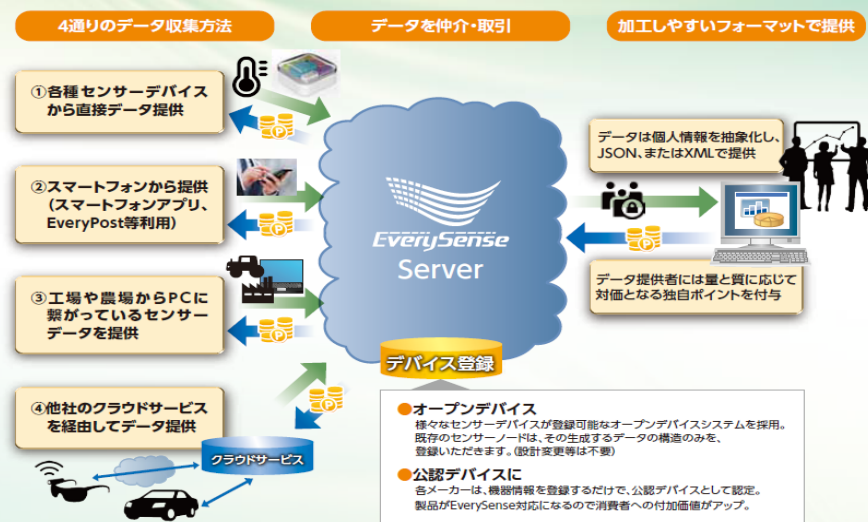 4通りのデータ収集方法
データを仲介・取引
加工しやすいフォーマットで提供
①各種センサーデバイス
から直接データ提供
P
②スマートフォンから提供
(スマートフォンアプリ、
EveryPost等利用)
P
③工場や農場からPCに
繋がっているセンサー
データを提供
P
④他社のクラウドサービス
を経由してデータ提供
P
クラウドサービス
EverySense
Server
デバイス登録
データは個人情報を抽象化し、
JSON、またはXMLで提供
P
データ提供者には量と質に応じて
対価となる独自ポイントを付与
●オープンデバイス
様々なセンサーデバイスが登録可能なオープンデバイスシステムを採用。
既存のセンサーノードは、その生成するデータの構造のみを、
登録いただきます。(設計変更等は不要)
●公認デバイスに
各メーカーは、機器情報を登録するだけで、公認デバイスとして認定。
製品がEverySense対応になるので消費者への付加価値がアップ。